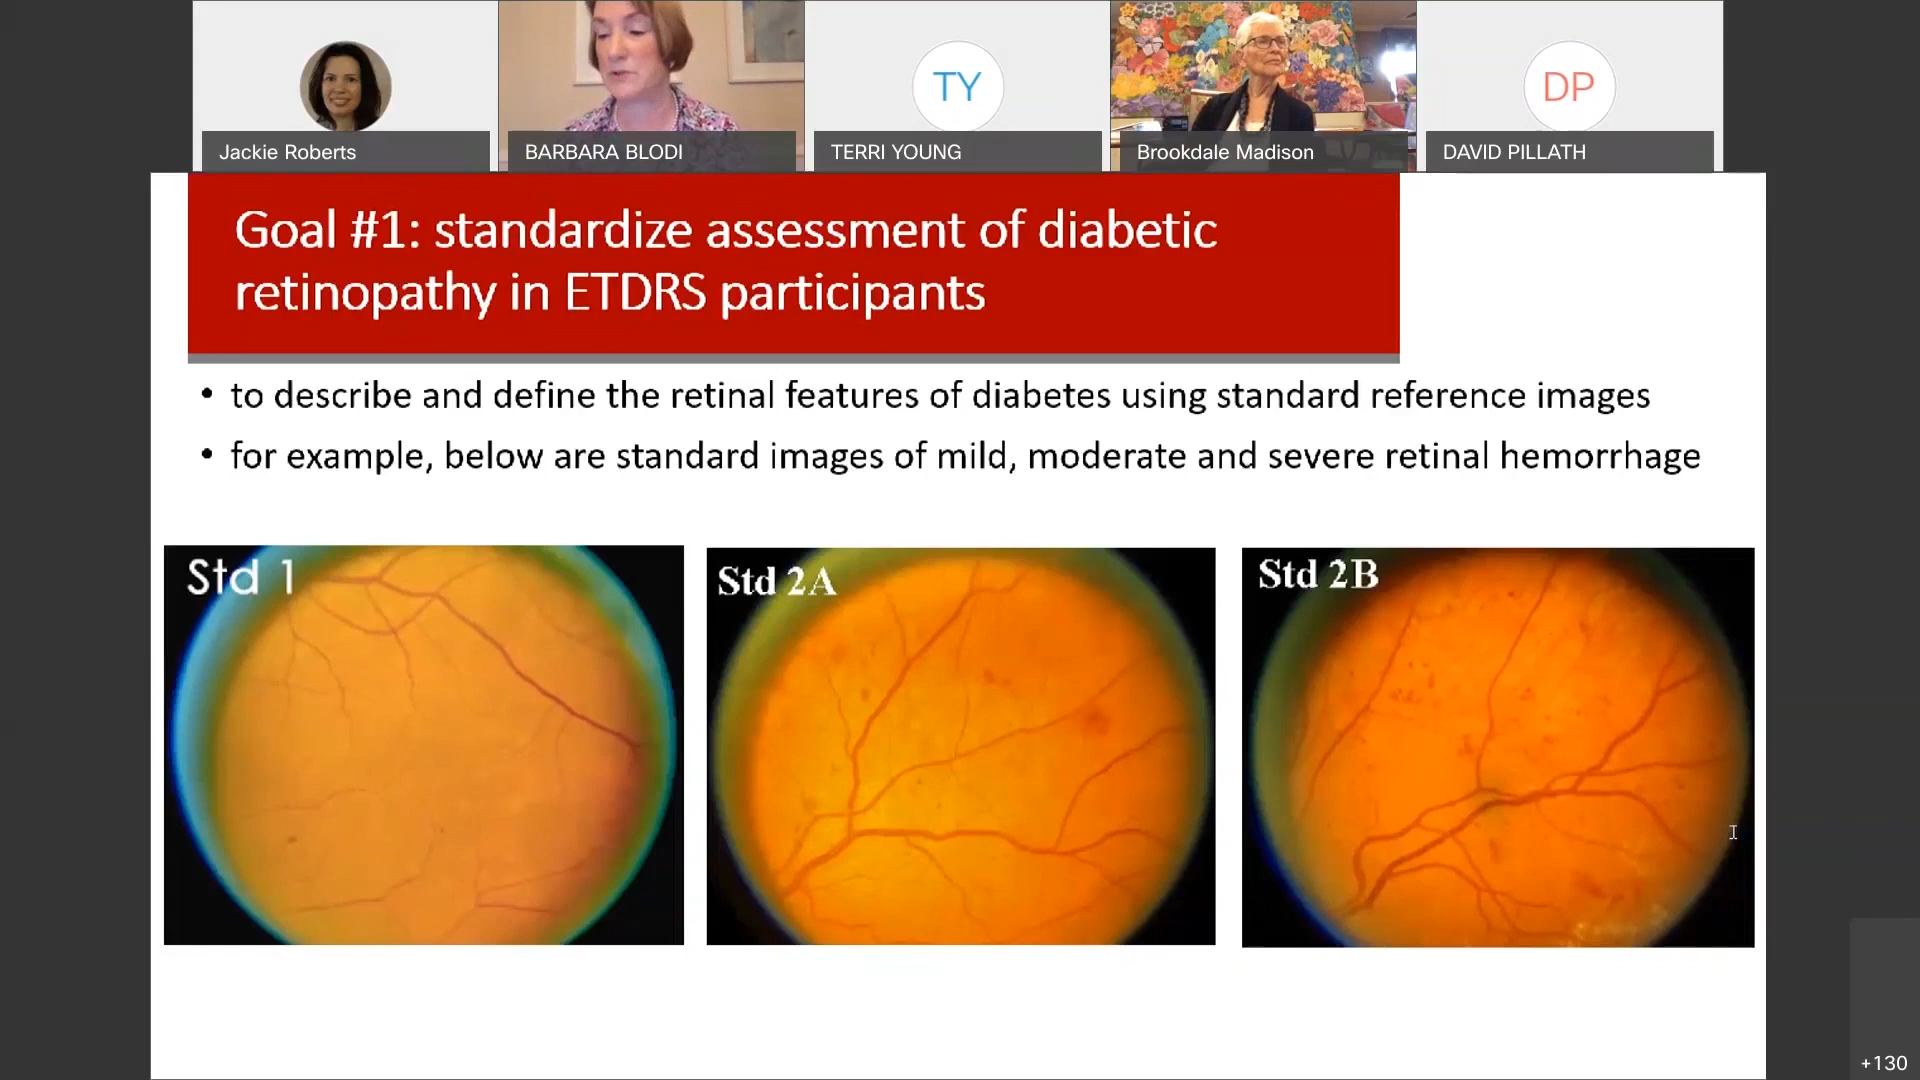 TY
DP
Jackie Roberts
BARBARA BLODI
TERRI YOUNG
Brookdale Madison
DAVID PILLATH
Goal #1: standardize assessment of diabetic
retinopathy in ETDRS participants
• to describe and define the retinal features of diabetes using standard reference images
• for example, below are standard images of mild, moderate and severe retinal hemorrhage
Std 1
Std 2A
Std 2B
+130